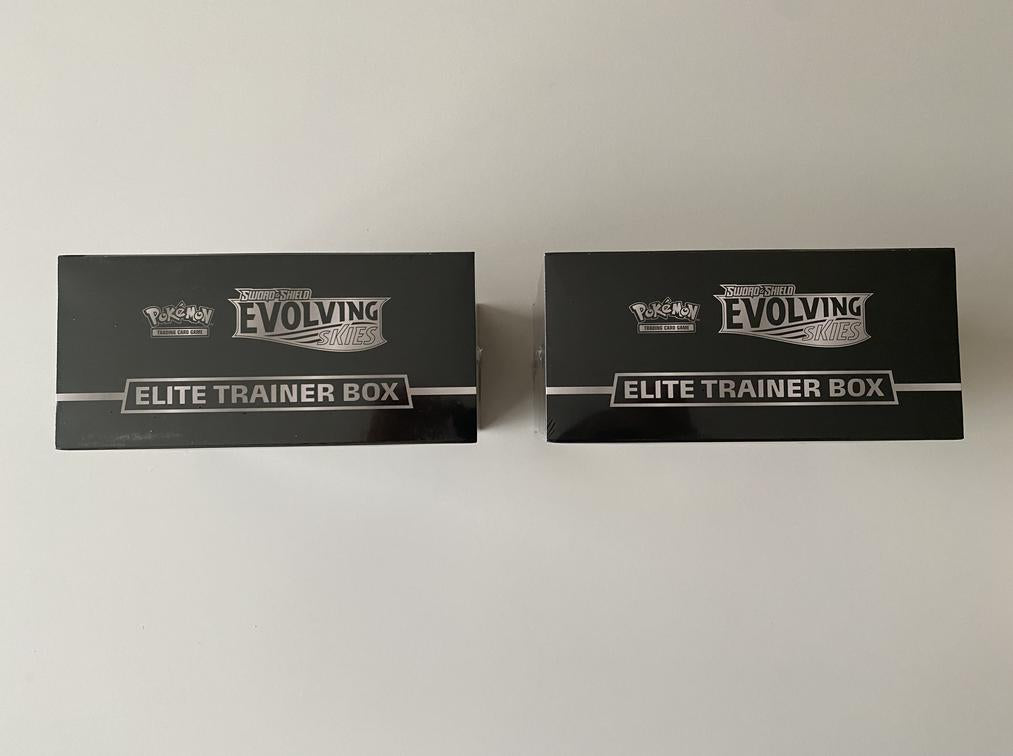 SWORD & SHIELD
POKéMON
TRADING CARD GAME
EVOLVING
SKIES
ELITE TRAINER BOX
SWORD & SHIELD
POKéMON
TRADING CARD GAME
EVOLVING
SKIES
ELITE TRAINER BOX